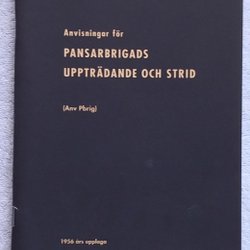 Anvisningar för
PANSARBRIGADS
UPPTRÄDANDE OCH STRID
(Anv Pbrig)
1956 års upplaga